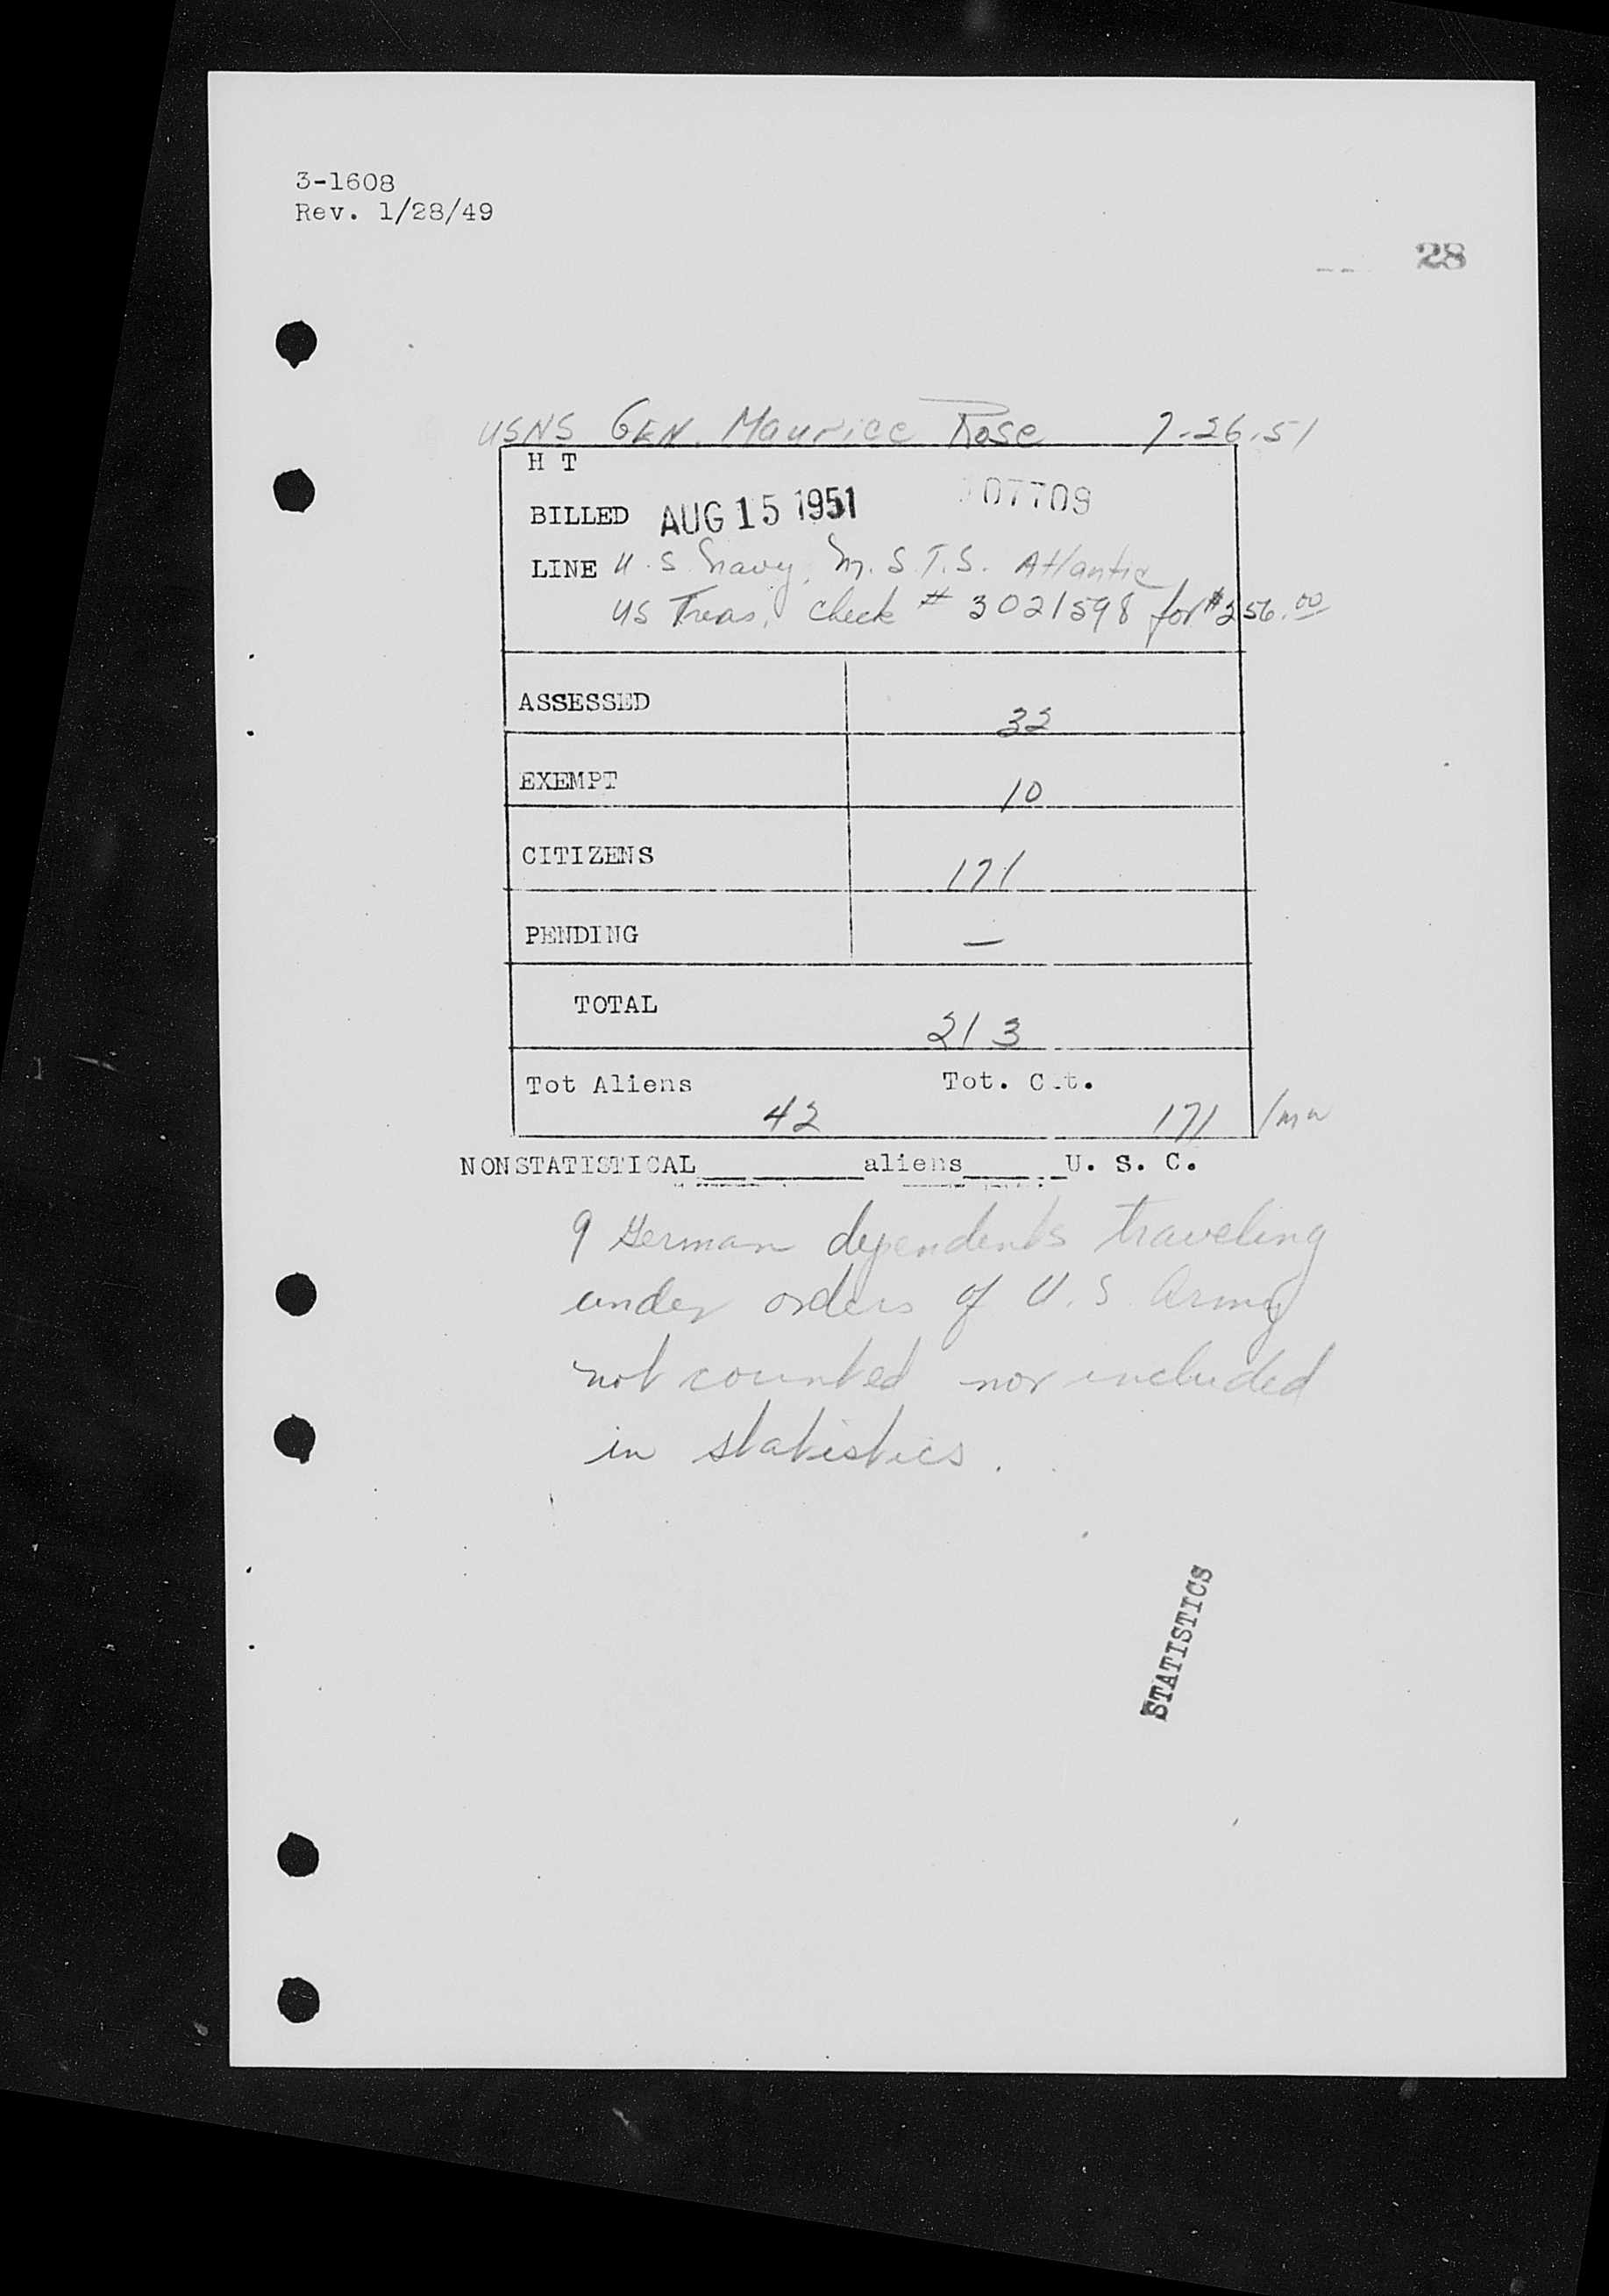 3-1608
Rev. 1/28/49
28
USNS GEN. Maurice Rose 7-26-51
H T
BILLED AUG 15 1951 107709
LINE U.S. Navy, M.S.T.S. Atlantic
US Treas. check # 3021598 for $256.00
ASSESSED 32
EXEMPT 10
CITIZENS 171
PENDING —
TOTAL 213
Tot Aliens 42 Tot. Cit. 171
NONSTATISTICAL aliens U. S. C.
9 German dependents traveling
under orders of U.S. Army
not counted nor included
in statistics.
STATISTICS